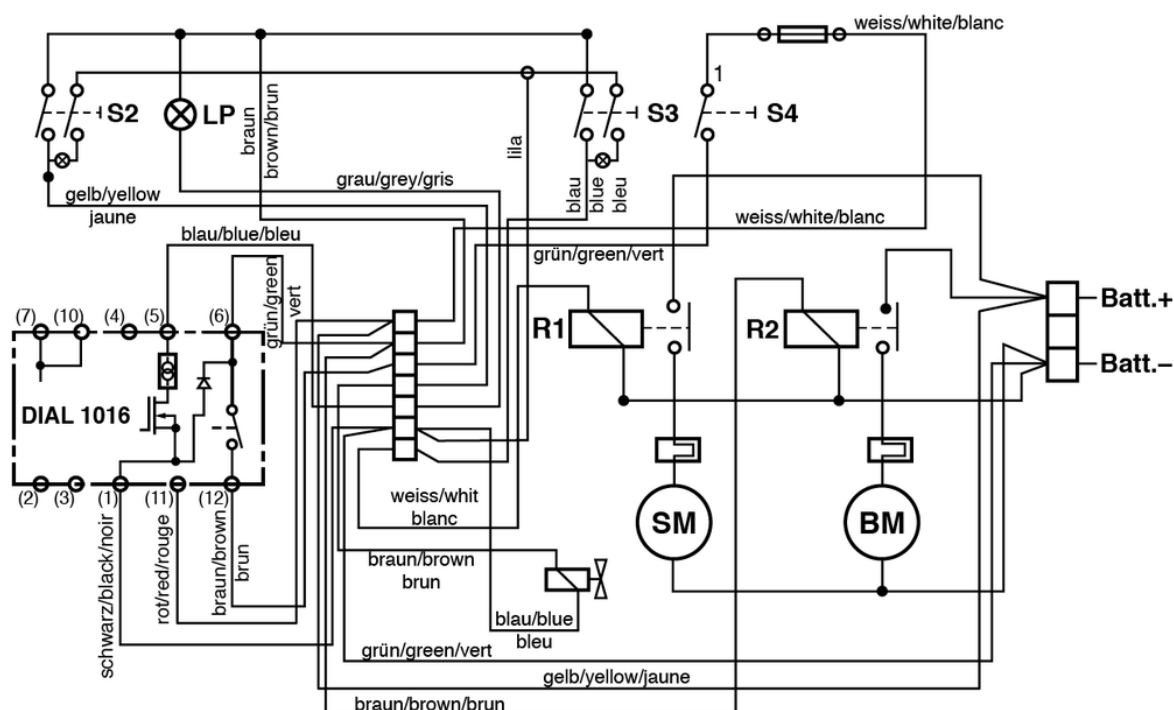 weiss/white/blanc
1
S2
LP
braun
brown/brun
lila
S3
S4
grau/grey/gris
gelb/yellow
jaune
blau
blue
bleu
weiss/white/blanc
blau/blue/bleu
grün/green/vert
grün/green
vert
(7)
(10)
(4)
(5)
(6)
R1
R2
Batt.+
Batt.–
DIAL 1016
(2)
(3)
(1)
(11)
(12)
weiss/whit
blanc
SM
BM
schwarz/black/noir
rot/red/rouge
braun/brown
brun
braun/brown
brun
blau/blue
bleu
grün/green/vert
gelb/yellow/jaune
braun/brown/brun